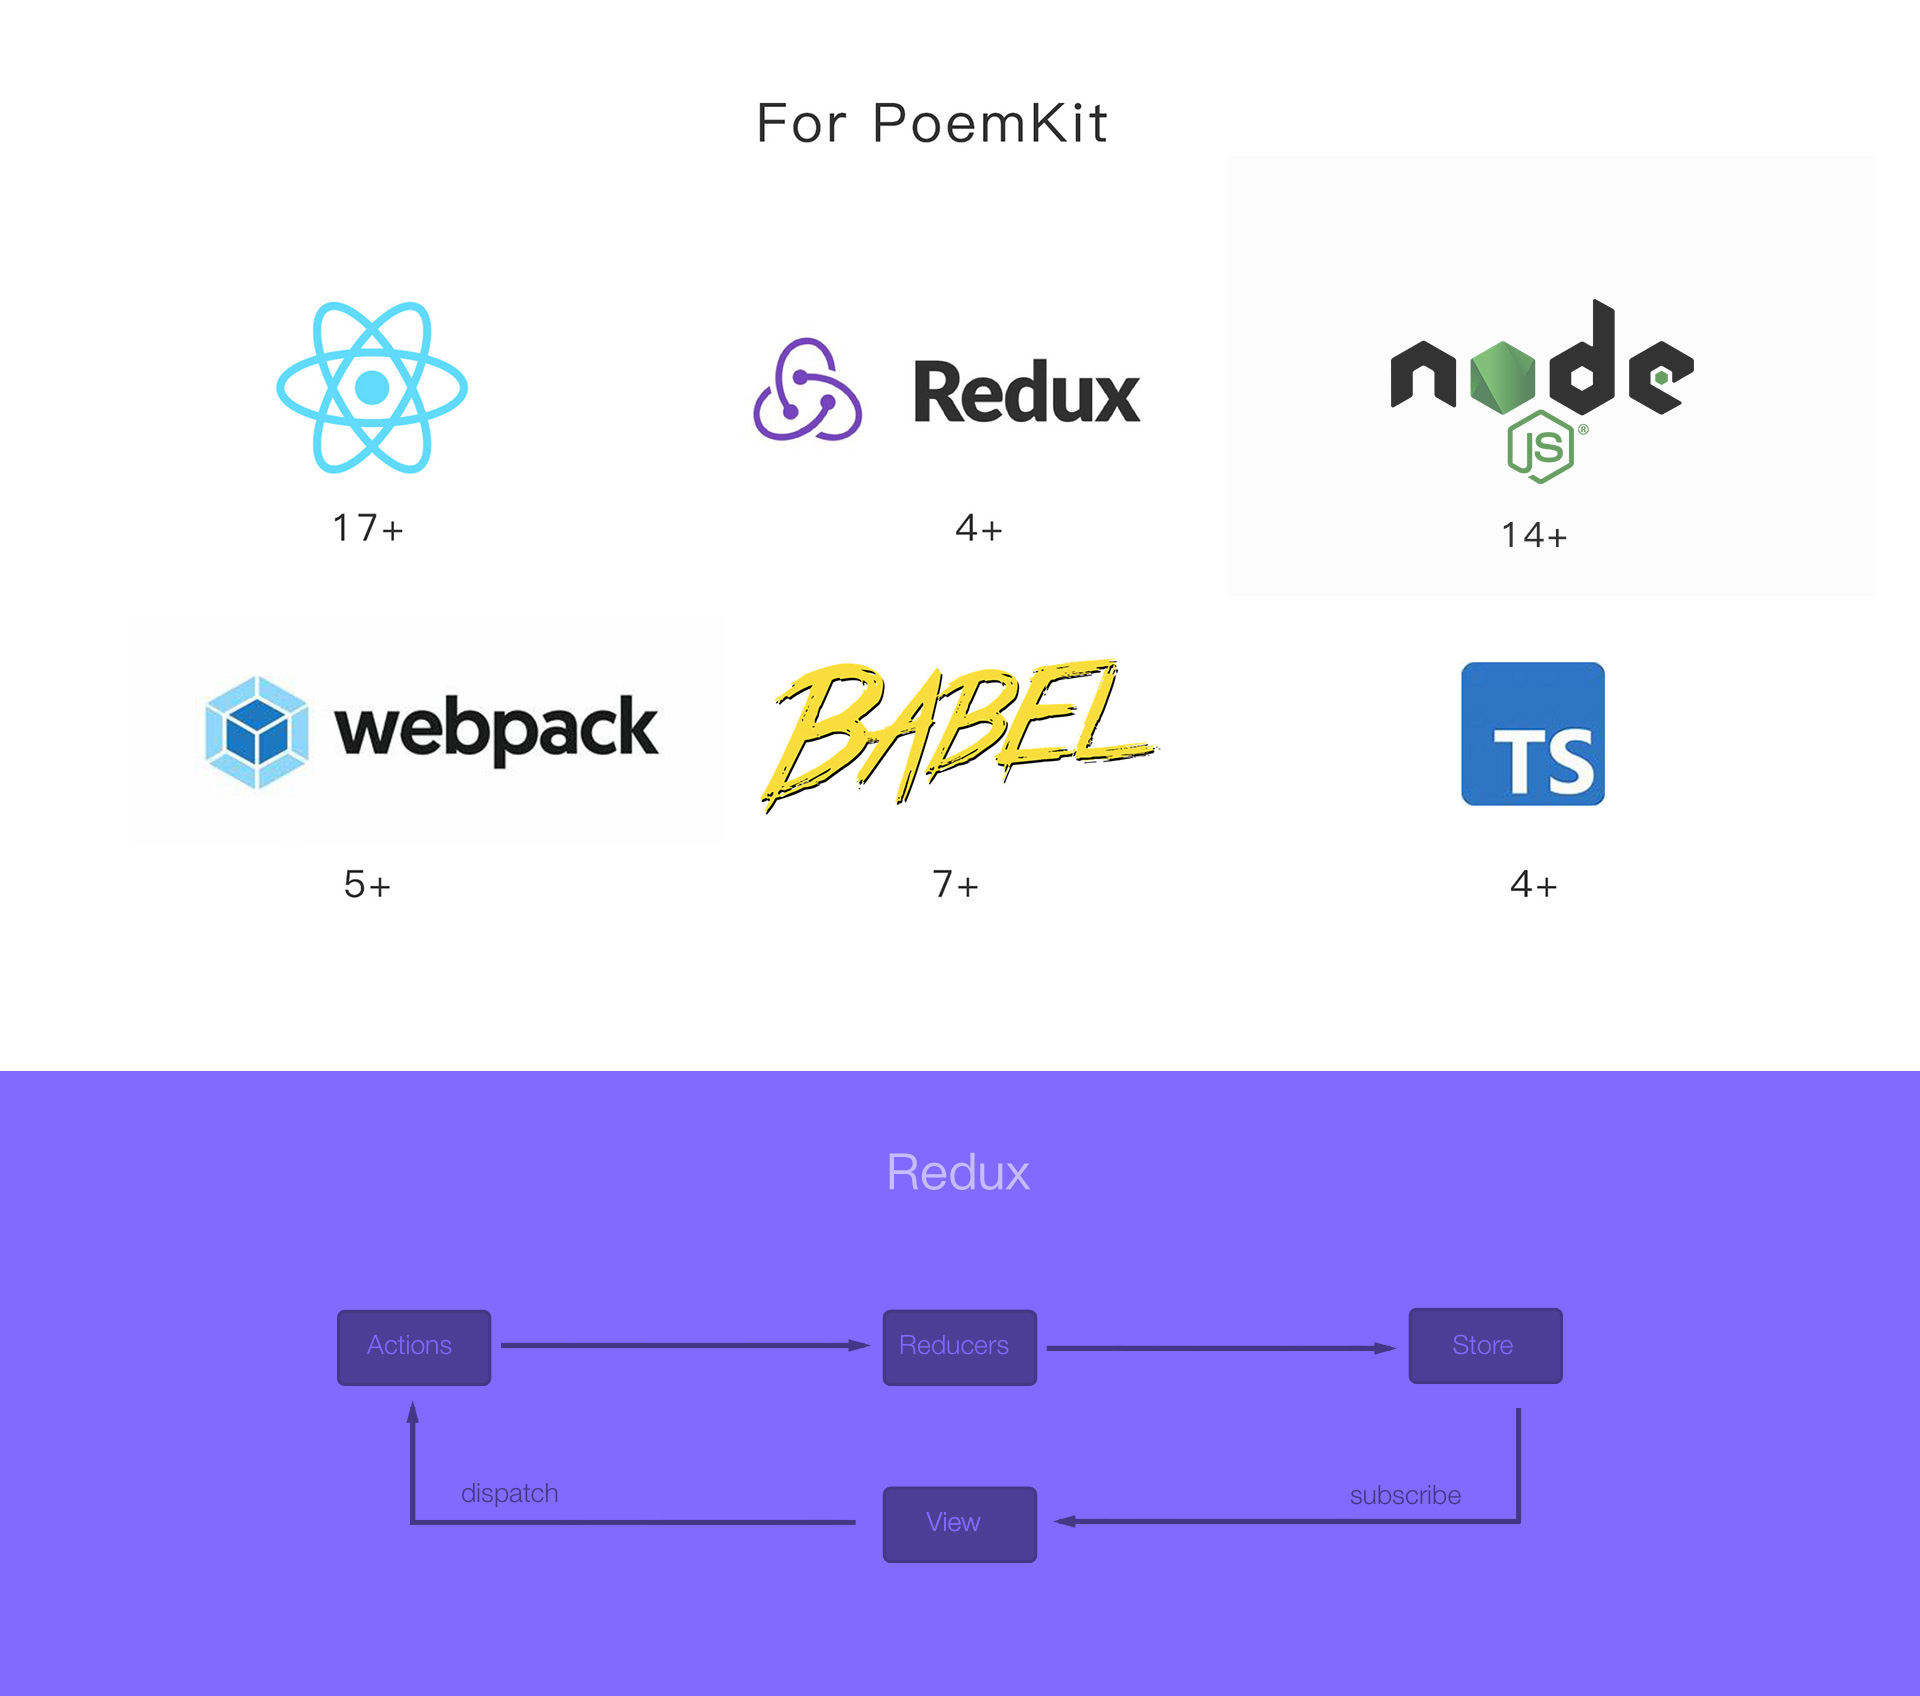 For PoemKit
Redux
node
JS®
17+
4+
14+
webpack
BABEL
TS
5+
7+
4+
Redux
Actions
Reducers
Store
dispatch
subscribe
View